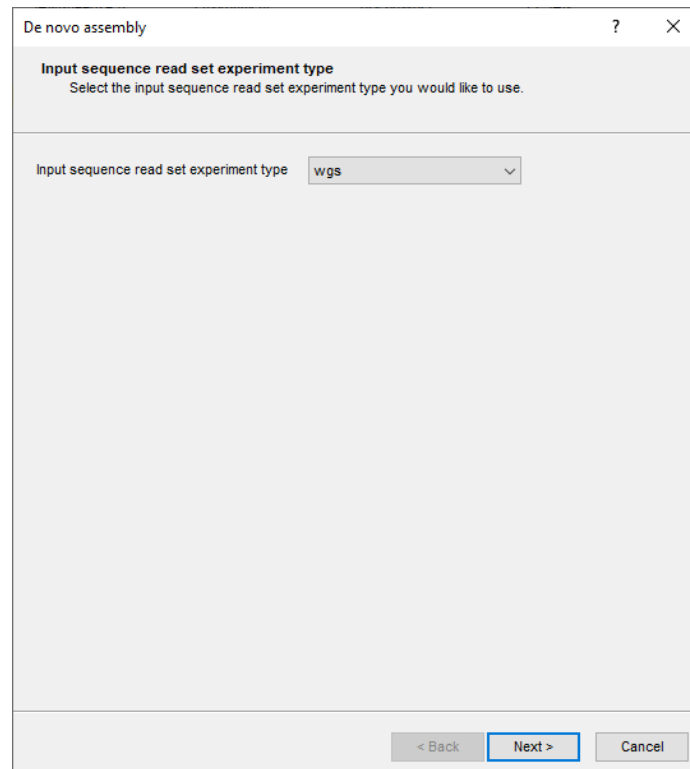 De novo assembly
?
Input sequence read set experiment type
Select the input sequence read set experiment type you would like to use.
Input sequence read set experiment type wgs
< Back Next > Cancel